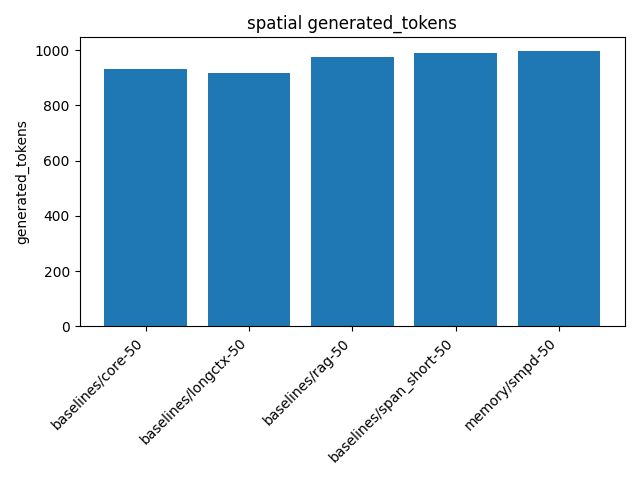 spatial generated_tokens
generated_tokens
1000
800
600
400
200
0
baselines/core-50
baselines/longctx-50
baselines/rag-50
baselines/span_short-50
memory/smpd-50